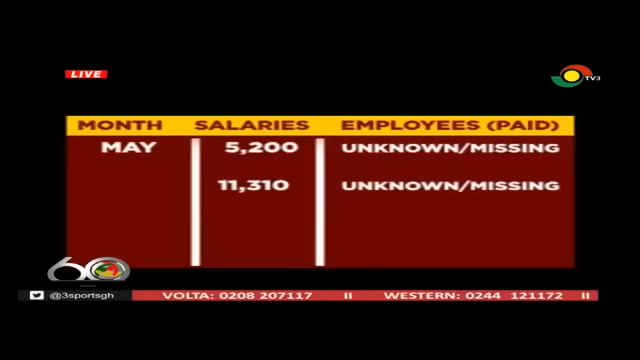 LIVE
TV3
MONTH SALARIES EMPLOYEES (PAID)
MAY 5,200 UNKNOWN/MISSING
11,310 UNKNOWN/MISSING
60
@3sportsgh VOLTA: 0208 207117 WESTERN: 0244 121172